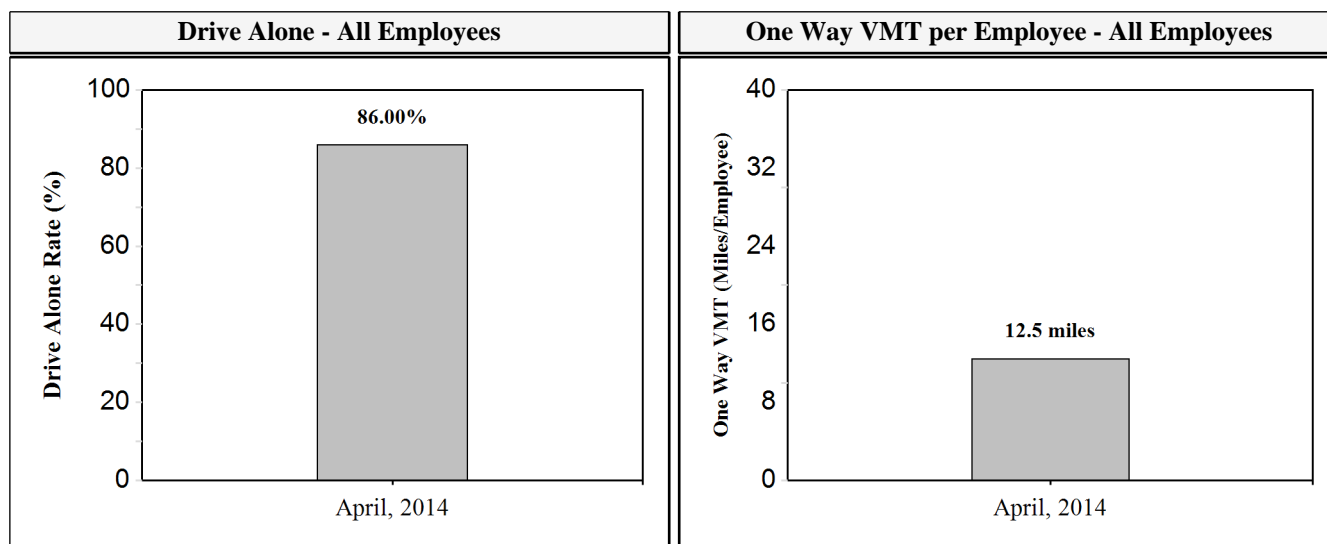 Drive Alone - All Employees
One Way VMT per Employee - All Employees
Drive Alone Rate (%)
100
80
60
40
20
0
86.00%
April, 2014
One Way VMT (Miles/Employee)
40
32
24
16
8
0
12.5 miles
April, 2014